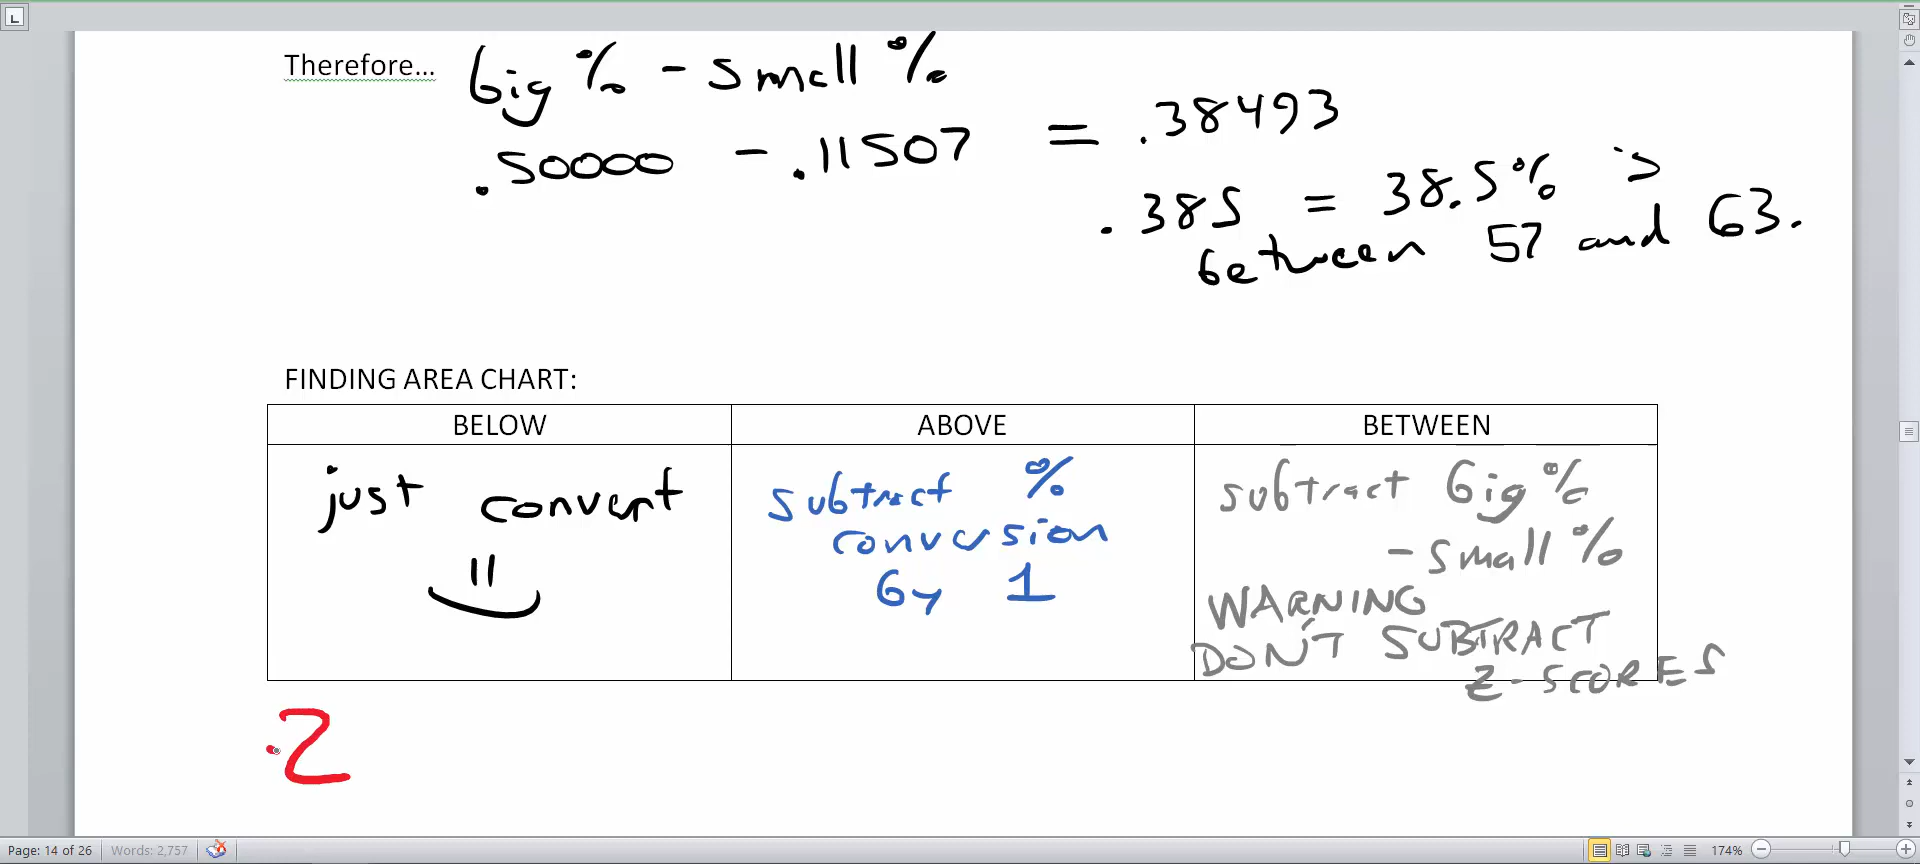 Therefore... big % - small %
.50000 - .11507 = .38493
.385 = 38.5% is
between 57 and 63.
FINDING AREA CHART:
BELOW ABOVE BETWEEN
just convert
subtract %
conversion
by 1
subtract big %
- small %
WARNING
DON'T SUBTRACT
Z-SCORES
Z
Page: 14 of 26 Words: 2,757 174%